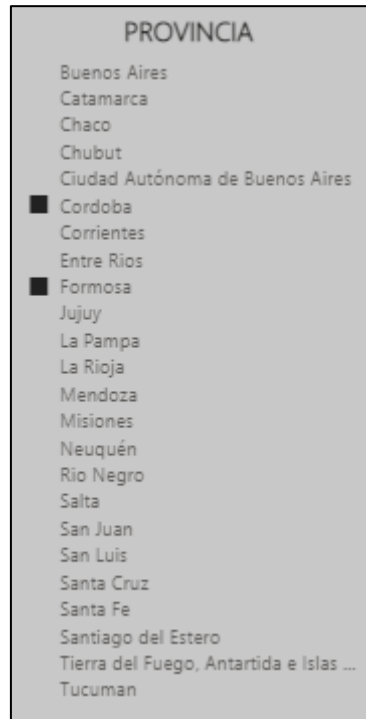 PROVINCIA
Buenos Aires
Catamarca
Chaco
Chubut
Ciudad Autónoma de Buenos Aires
Cordoba
Corrientes
Entre Rios
Formosa
Jujuy
La Pampa
La Rioja
Mendoza
Misiones
Neuquén
Rio Negro
Salta
San Juan
San Luis
Santa Cruz
Santa Fe
Santiago del Estero
Tierra del Fuego, Antartida e Islas ...
Tucuman